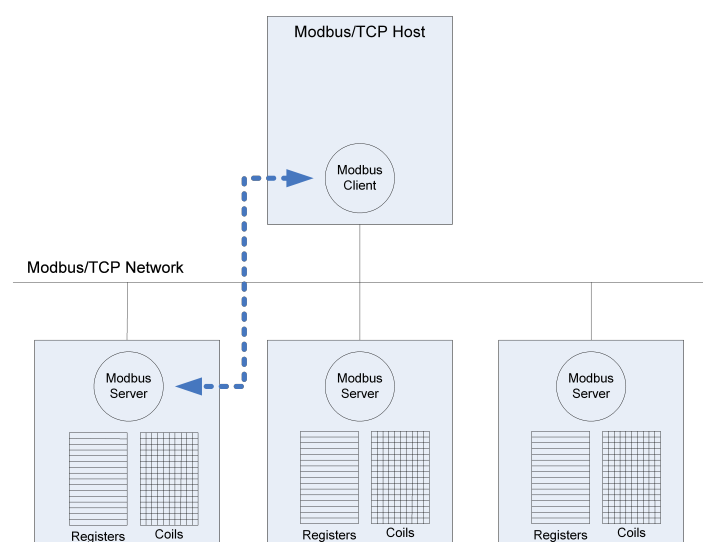 Modbus/TCP Host
Modbus
Client
Modbus/TCP Network
Modbus
Server
Modbus
Server
Modbus
Server
Registers
Coils
Registers
Coils
Registers
Coils